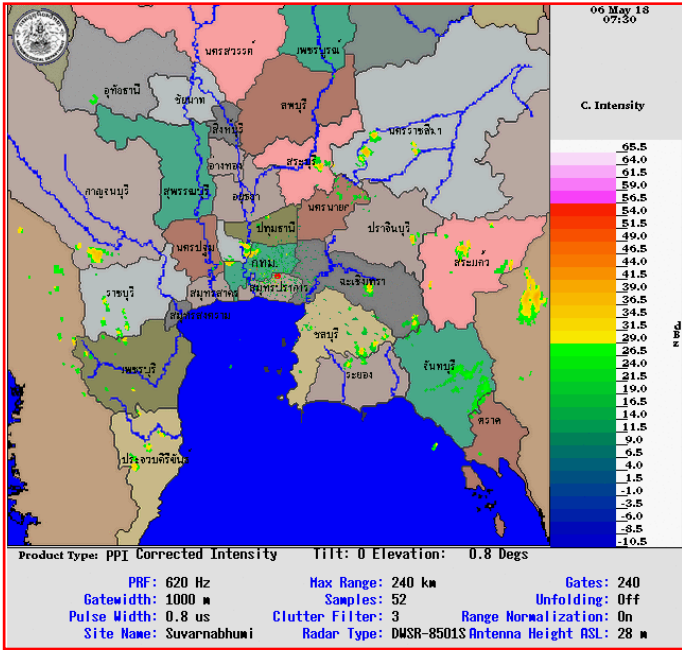 06 May 18
07:30
C. Intensity
นครสวรรค์
เพชรบูรณ์
อุทัยธานี
ชัยนาท
ลพบุรี
สิงห์บุรี
นครราชสีมา
อ่างทอง
สระบุรี
กาญจนบุรี
สุพรรณบุรี
อยุธยา
นครนายก
ปทุมธานี
ปราจีนบุรี
นครปฐม
กทม.
สระแก้ว
ฉะเชิงเทรา
ราชบุรี
สมุทรสาคร
สมุทรปราการ
สมุทรสงคราม
ชลบุรี
เพชรบุรี
ระยอง
จันทบุรี
ตราด
ประจวบคิรีขันธ์
65.5
64.0
61.5
59.0
56.5
54.0
51.5
49.0
46.5
44.0
41.5
39.0
36.5
34.0
31.5
29.0
26.5
24.0
21.5
19.0
16.5
14.0
11.5
9.0
6.5
4.0
1.5
-1.0
-3.5
-6.0
-8.5
-10.5
Product Type: PPI Corrected Intensity Tilt: 0 Elevation: 0.8 Degs
PRF: 620 Hz Max Range: 240 km Gates: 240
Gatewidth: 1000 m Samples: 52 Unfolding: Off
Pulse Width: 0.8 us Clutter Filter: 3 Range Normalization: On
Site Name: Suvarnabhumi Radar Type: DWSR-8501S Antenna Height ASL: 28 m